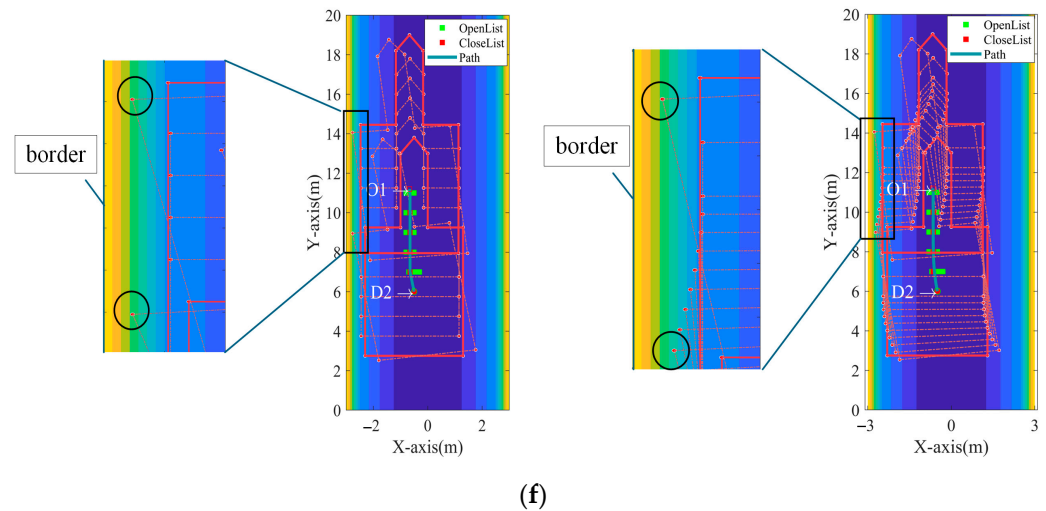 border
20
18
16
14
12
10
8
6
4
2
0
Y-axis(m)
−2
0
2
X-axis(m)
OpenList
CloseList
Path
O1
D2
border
20
18
16
14
12
10
8
6
4
2
0
Y-axis(m)
−3
0
3
X-axis(m)
OpenList
CloseList
Path
O1
D2
(f)